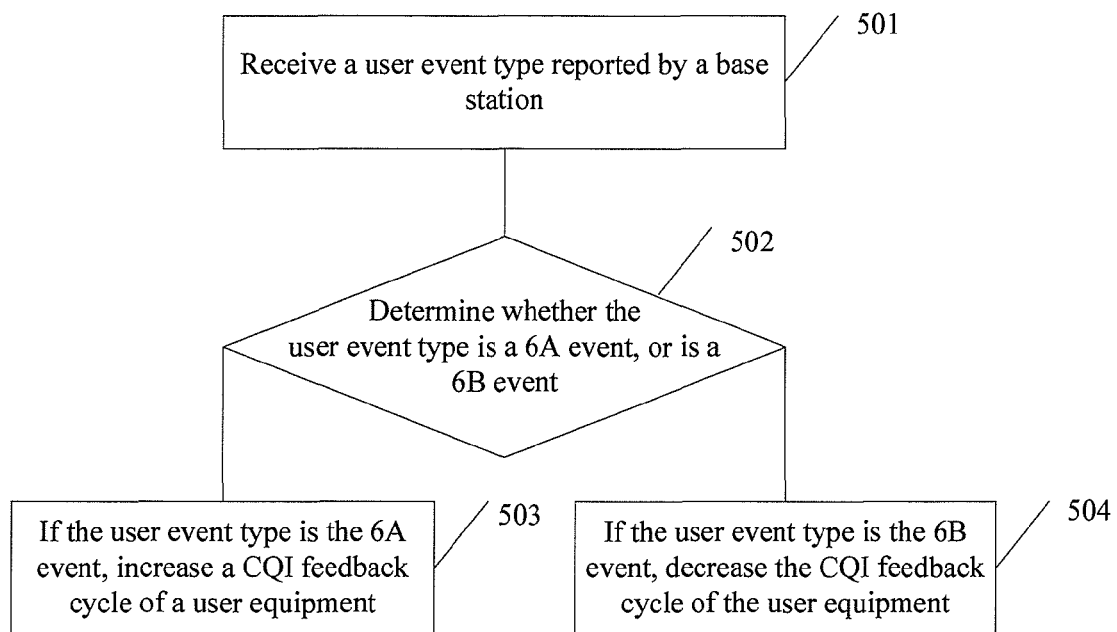 501
Receive a user event type reported by a base
station
502
Determine whether the
user event type is a 6A event, or is a
6B event
503
If the user event type is the 6A
event, increase a CQI feedback
cycle of a user equipment
504
If the user event type is the 6B
event, decrease the CQI feedback
cycle of the user equipment